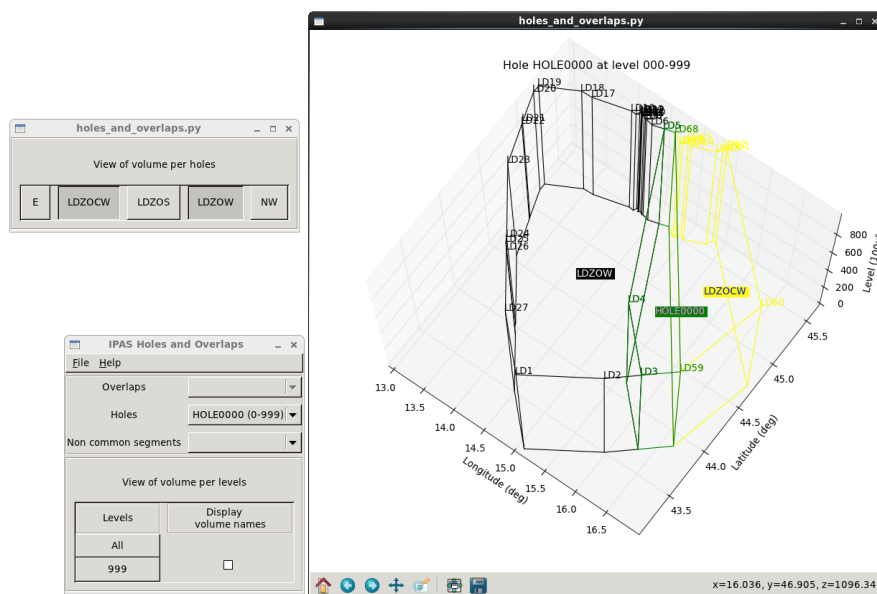 holes_and_overlaps.py
Hole HOLE0000 at level 000-999
LD19
LD20
LD18
LD17
LD21
LD22
LD6
LD5
LD68
LD23
LD24
LD25
LD26
LD27
LD4
LD60
LD1
LD2
LD3
LD59
LDZOW
LDZOCW
HOLE0000
800
600
400
200
0
Level (100
13.0
13.5
14.0
14.5
15.0
15.5
16.0
16.5
Longitude (deg)
43.5
44.0
44.5
45.0
45.5
Latitude (deg)
x=16.036, y=46.905, z=1096.34
holes_and_overlaps.py
View of volume per holes
E LDZOCW LDZOS LDZOW NW
IPAS Holes and Overlaps
File Help
Overlaps
Holes HOLE0000 (0-999)
Non common segments
View of volume per levels
Levels
Display
volume names
All
999